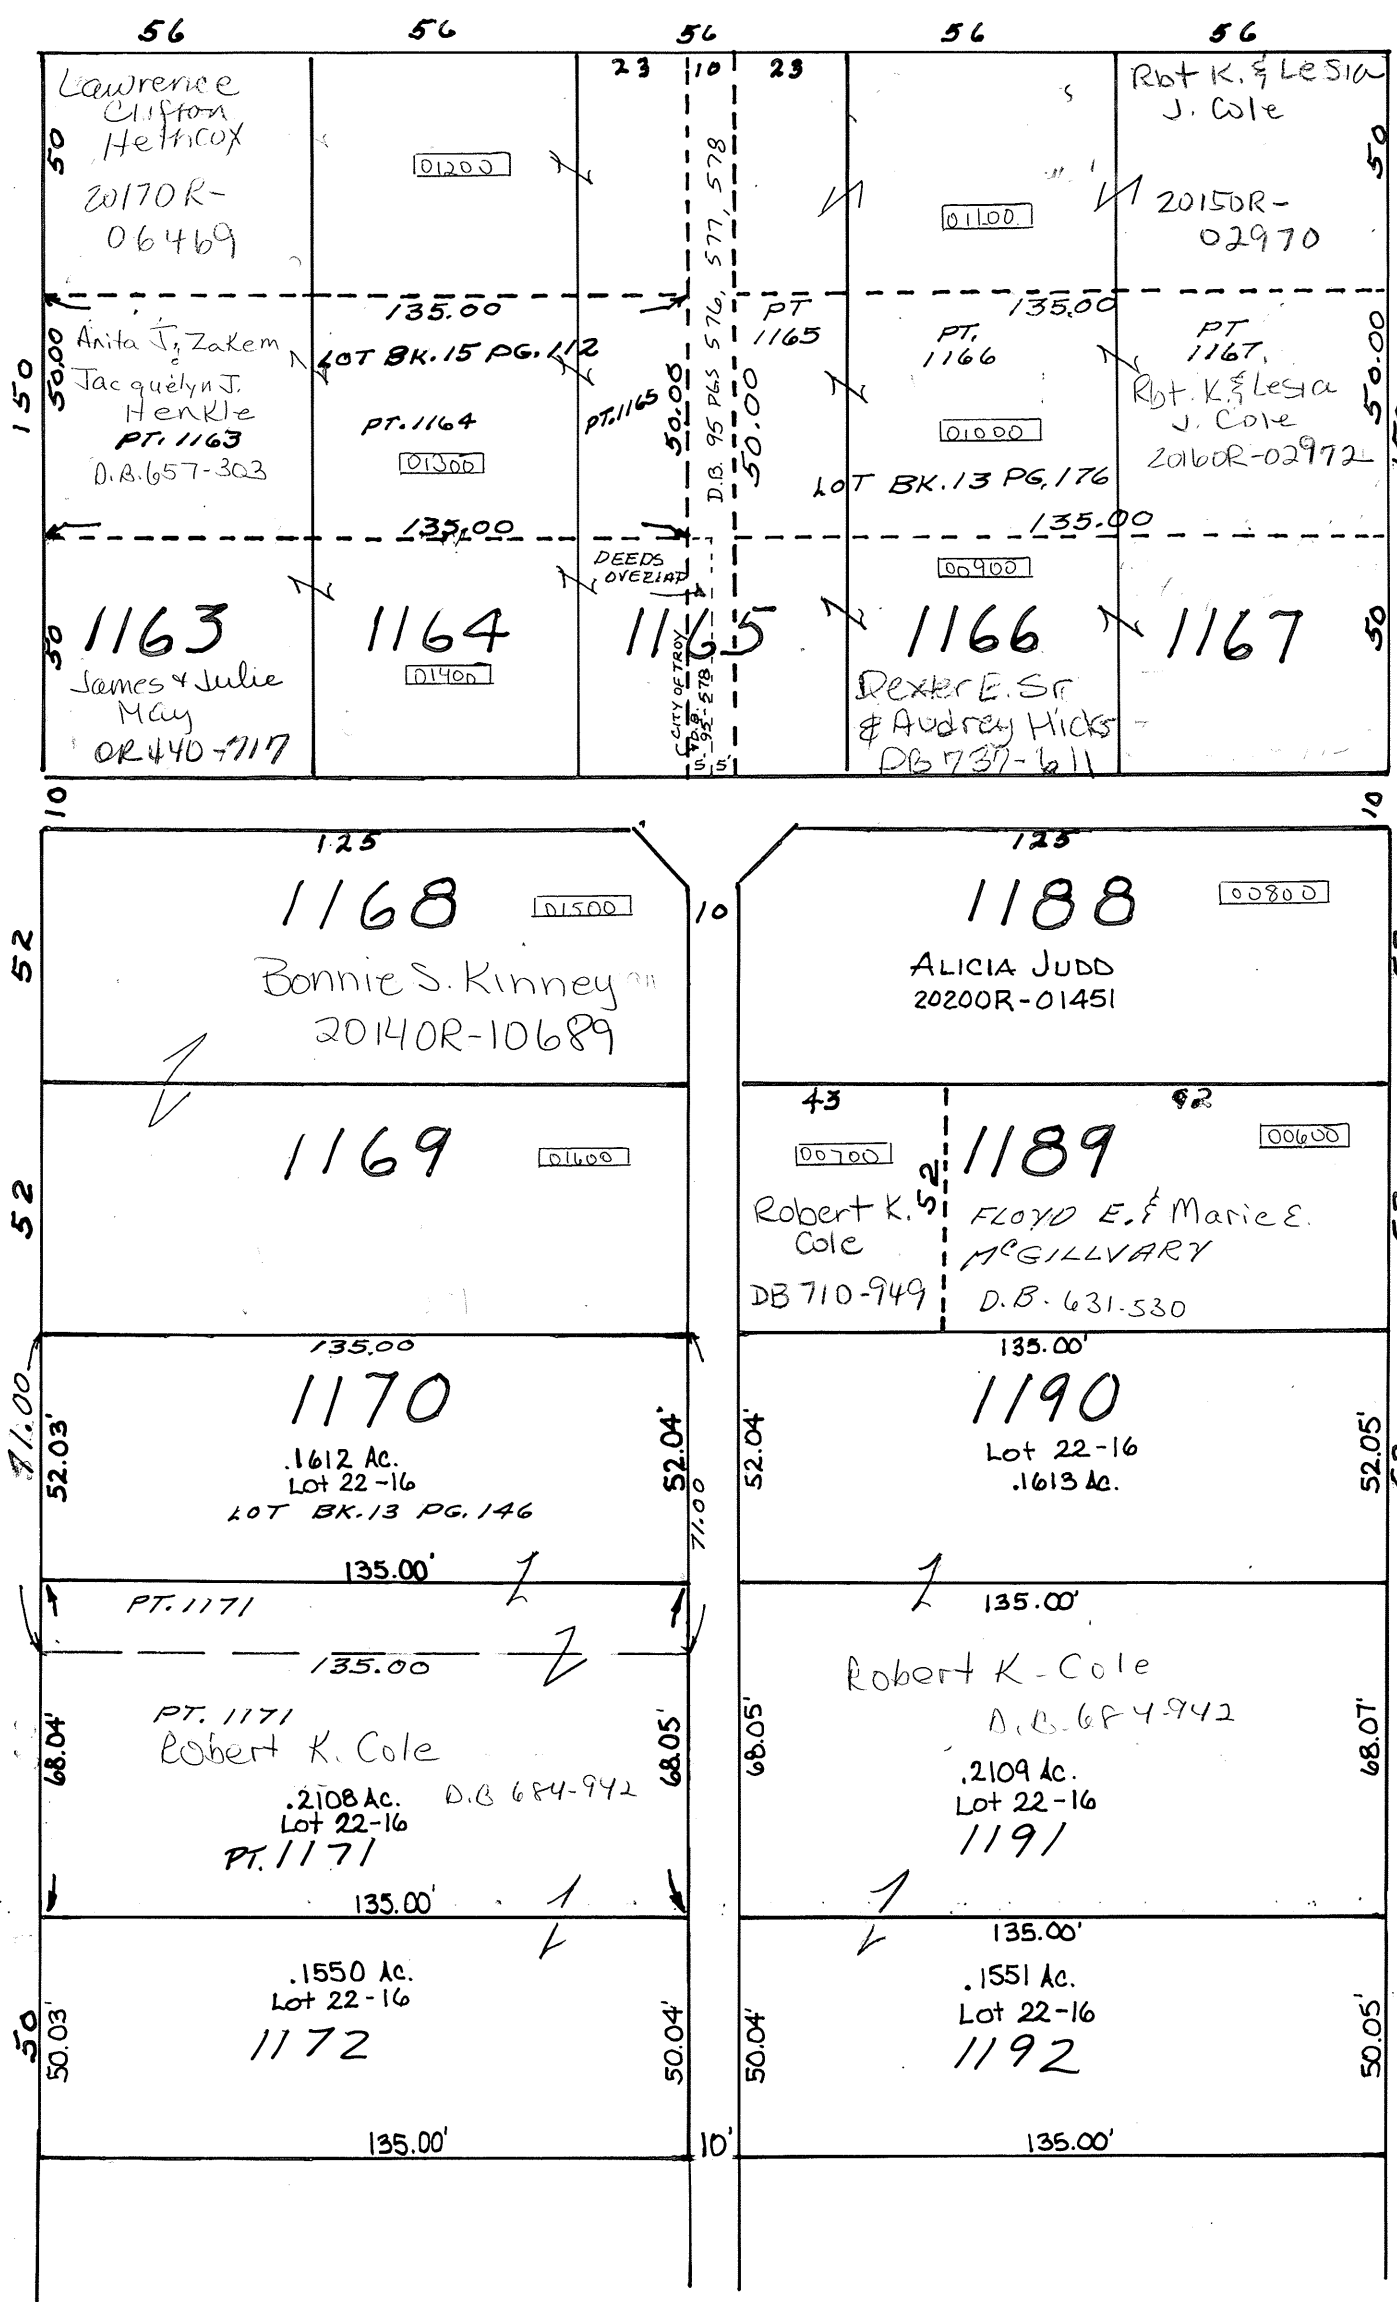 56 56 56 56 56
23 10 23
Lawrence
Clifton
Hethcox
20170R-
06469
50
01200
D.B. 95 PGS 576, 577, 578
01100
Rbt K. & Lesia
J. Cole
20150R-
02970
50
150
135.00
135.00
50.00
Anita J. Zakem
&
Jacquelyn J.
Henkle
PT. 1163
D.B. 657-303
LOT BK. 15 PG. 112
PT. 1164
01300
PT. 1165
50.00
50.00
PT
1165
PT.
1166
01000
LOT BK. 13 PG. 176
PT
1167.
Rbt. K. & Lesia
J. Cole
20160R-02972
50.00
135.00
135.00
DEEDS
OVERLAP
00900
50
1163
James & Julie
May
OR 440-717
1164
01400
1165
CITY OF TROY
D.B.
95-278
5' 5'
1166
Dexter E. Sr
& Audrey Hicks
DB 737-611
1167
50
10
10
125
1168
01500
Bonnie S. Kinney
20140R-10689
52
10
125
1188
00800
ALICIA JUDD
20200R-01451
1169
01600
52
43
92
00700
Robert K.
Cole
DB 710-949
52
1189
00600
FLOYD E. & Marie E.
McGILLVARY
D.B. 631-530
135.00
1170
.1612 Ac.
Lot 22-16
LOT BK. 13 PG. 146
135.00'
71.00
52.03'
52.04'
71.00
135.00'
1190
Lot 22-16
.1613 Ac.
52.04'
52.05'
PT. 1171
135.00
PT. 1171
Robert K. Cole
D.B 684-942
.2108 Ac.
Lot 22-16
PT. 1171
135.00'
68.04'
68.05'
135.00'
Robert K. Cole
D.B. 684-942
.2109 Ac.
Lot 22-16
1191
68.05'
68.07'
.1550 Ac.
Lot 22-16
1172
135.00'
50
50.03'
50.04'
10'
135.00'
.1551 Ac.
Lot 22-16
1192
135.00'
50.04'
50.05'